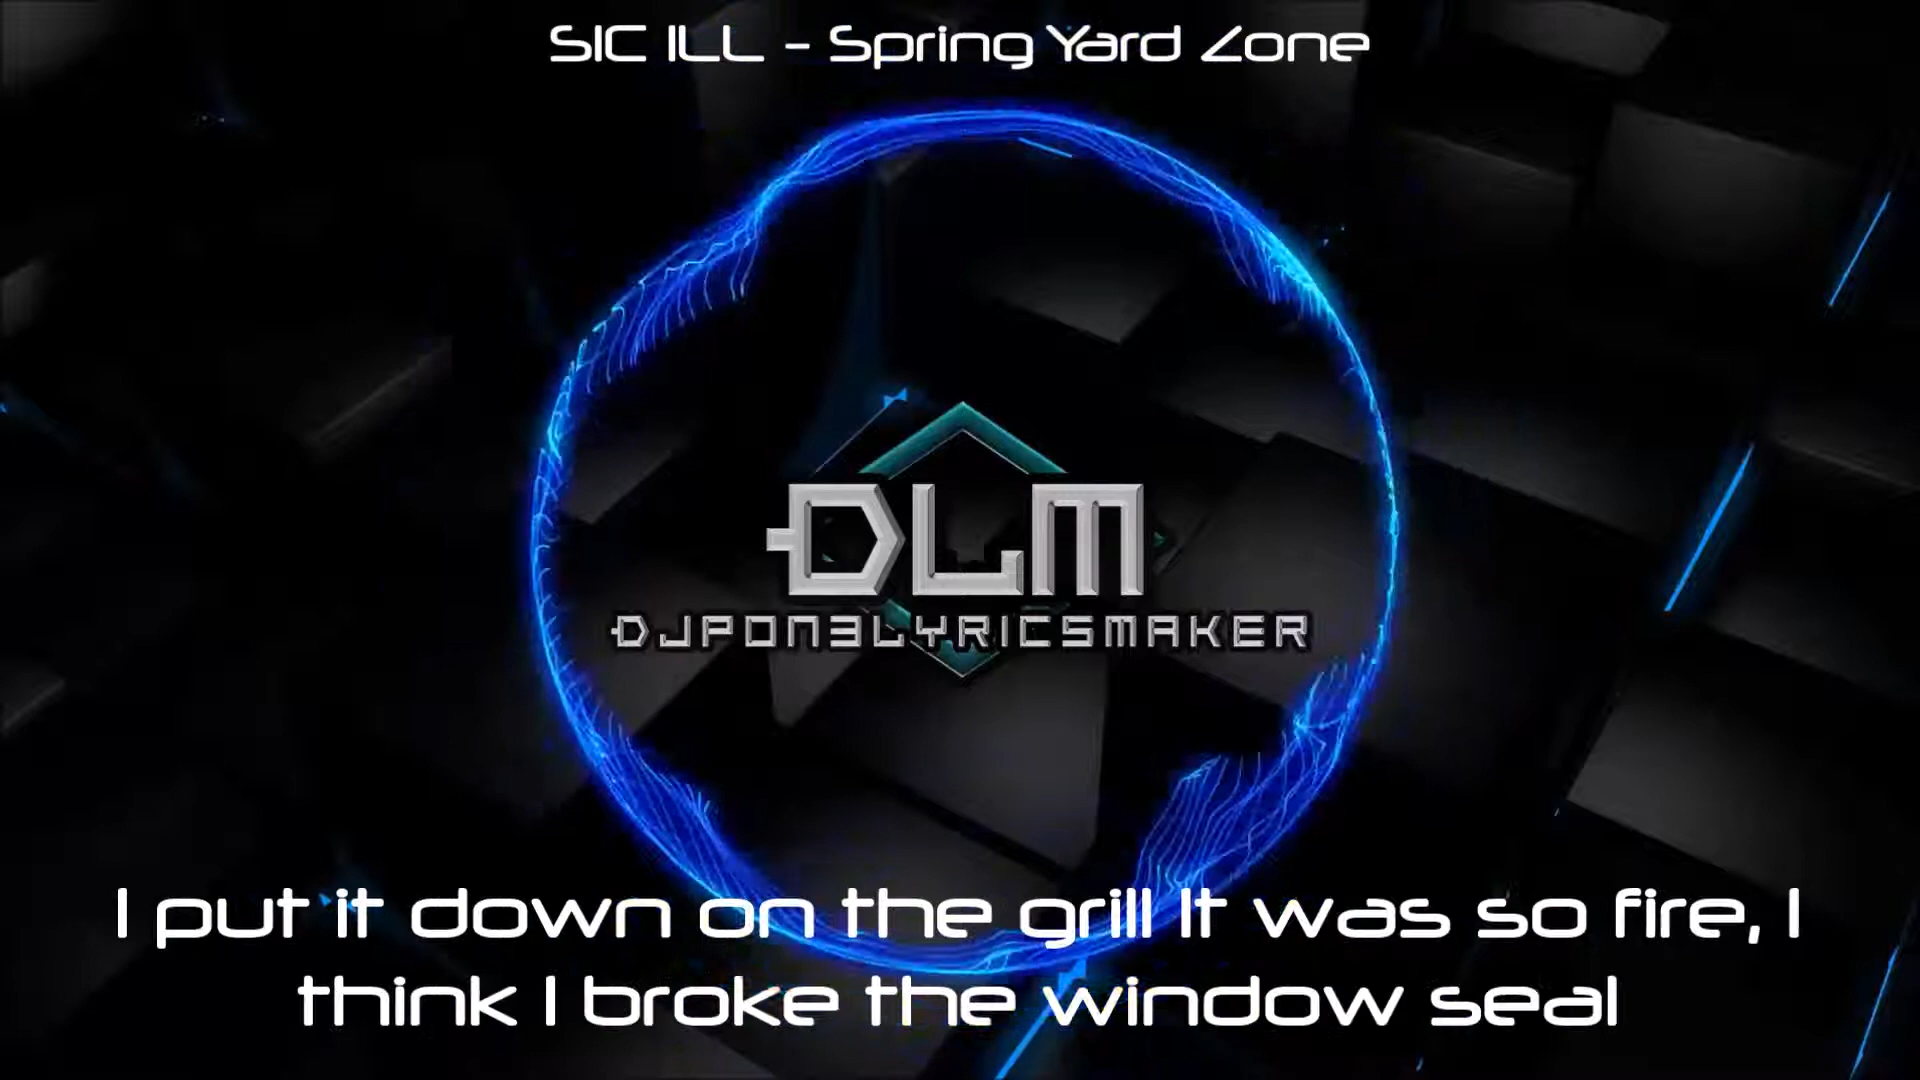 SIC ILL - Spring Yard Zone
DLM
DJPON3LYRICSMAKER
I put it down on the grill It was so fire, I
think I broke the window seal